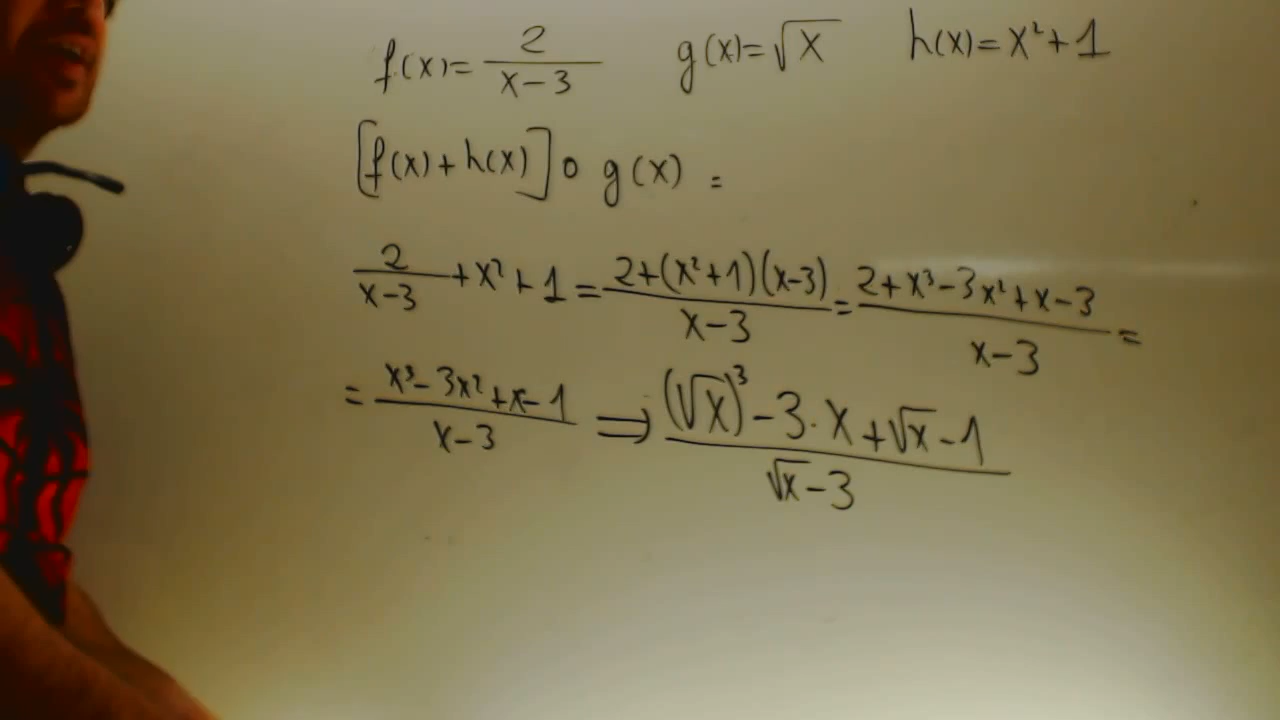 f(x)= 2/(x-3)   g(x)=√x   h(x)=x²+1
[f(x)+h(x)]∘g(x) =
2/(x-3) +x²+1 = (2+(x²+1)(x-3))/(x-3) = (2+x³-3x²+x-3)/(x-3) =
= (x³-3x²+x-1)/(x-3) ⟹ ((√x)³-3·x+√x-1)/(√x-3)